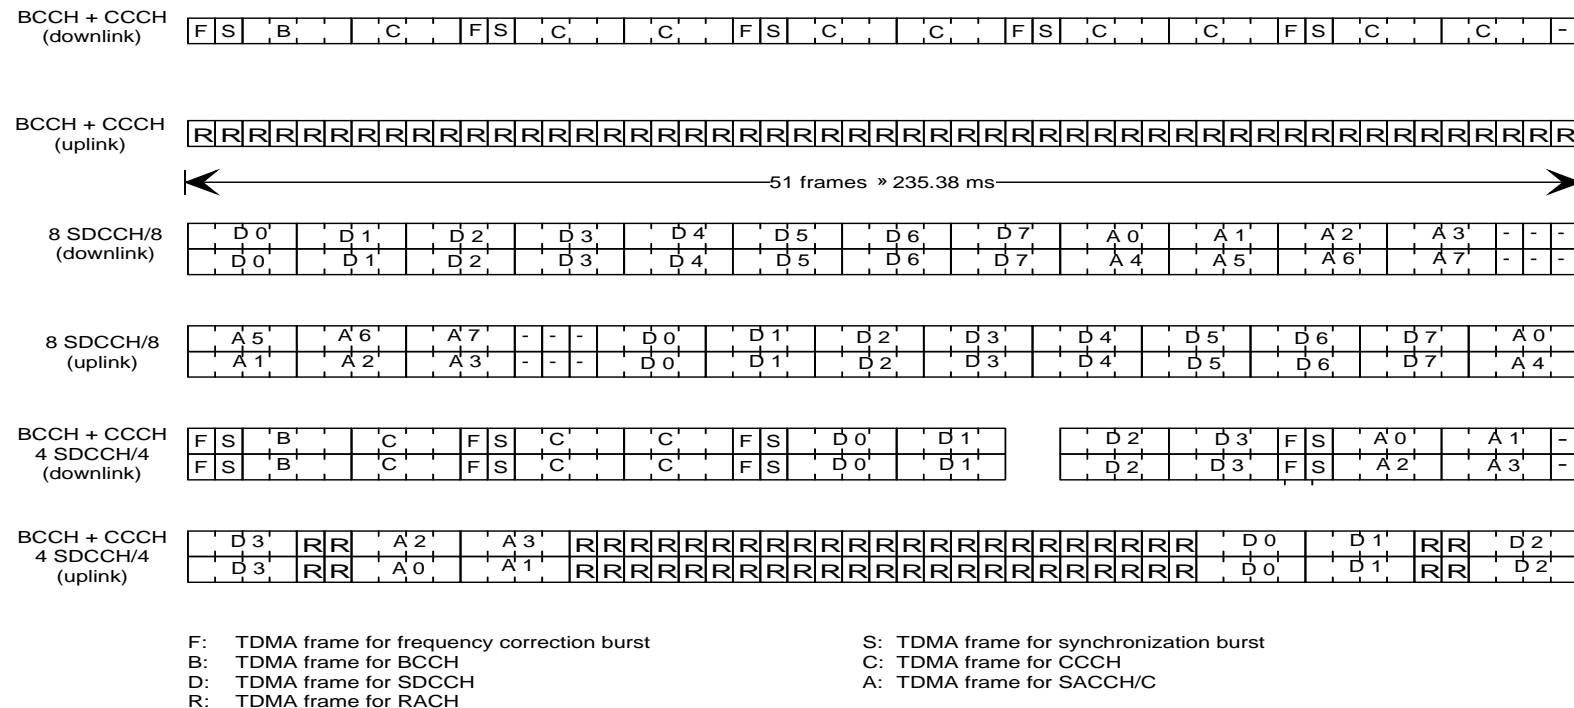 BCCH + CCCH
(downlink)
F S B C F S C C F S C C F S C C F S C C -
BCCH + CCCH
(uplink)
R R R R R R R R R R R R R R R R R R R R R R R R R R R R R R R R R R R R R R R R R R R R R R R R R R R
51 frames » 235.38 ms
8 SDCCH/8
(downlink)
D 0 D 1 D 2 D 3 D 4 D 5 D 6 D 7 A 0 A 1 A 2 A 3 - - -
D 0 D 1 D 2 D 3 D 4 D 5 D 6 D 7 A 4 A 5 A 6 A 7 - - -
8 SDCCH/8
(uplink)
A 5 A 6 A 7 - - - D 0 D 1 D 2 D 3 D 4 D 5 D 6 D 7 A 0
A 1 A 2 A 3 - - - D 0 D 1 D 2 D 3 D 4 D 5 D 6 D 7 A 4
BCCH + CCCH
4 SDCCH/4
(downlink)
F S B C F S C C F S D 0 D 1 D 2 D 3 F S A 0 A 1 -
F S B C F S C C F S D 0 D 1 D 2 D 3 F S A 2 A 3 -
BCCH + CCCH
4 SDCCH/4
(uplink)
D 3 R R A 2 A 3 R R R R R R R R R R R R R R R R R R R R R R R D 0 D 1 R R D 2
D 3 R R A 0 A 1 R R R R R R R R R R R R R R R R R R R R R R R D 0 D 1 R R D 2
F: TDMA frame for frequency correction burst
S: TDMA frame for synchronization burst
B: TDMA frame for BCCH
C: TDMA frame for CCCH
D: TDMA frame for SDCCH
A: TDMA frame for SACCH/C
R: TDMA frame for RACH